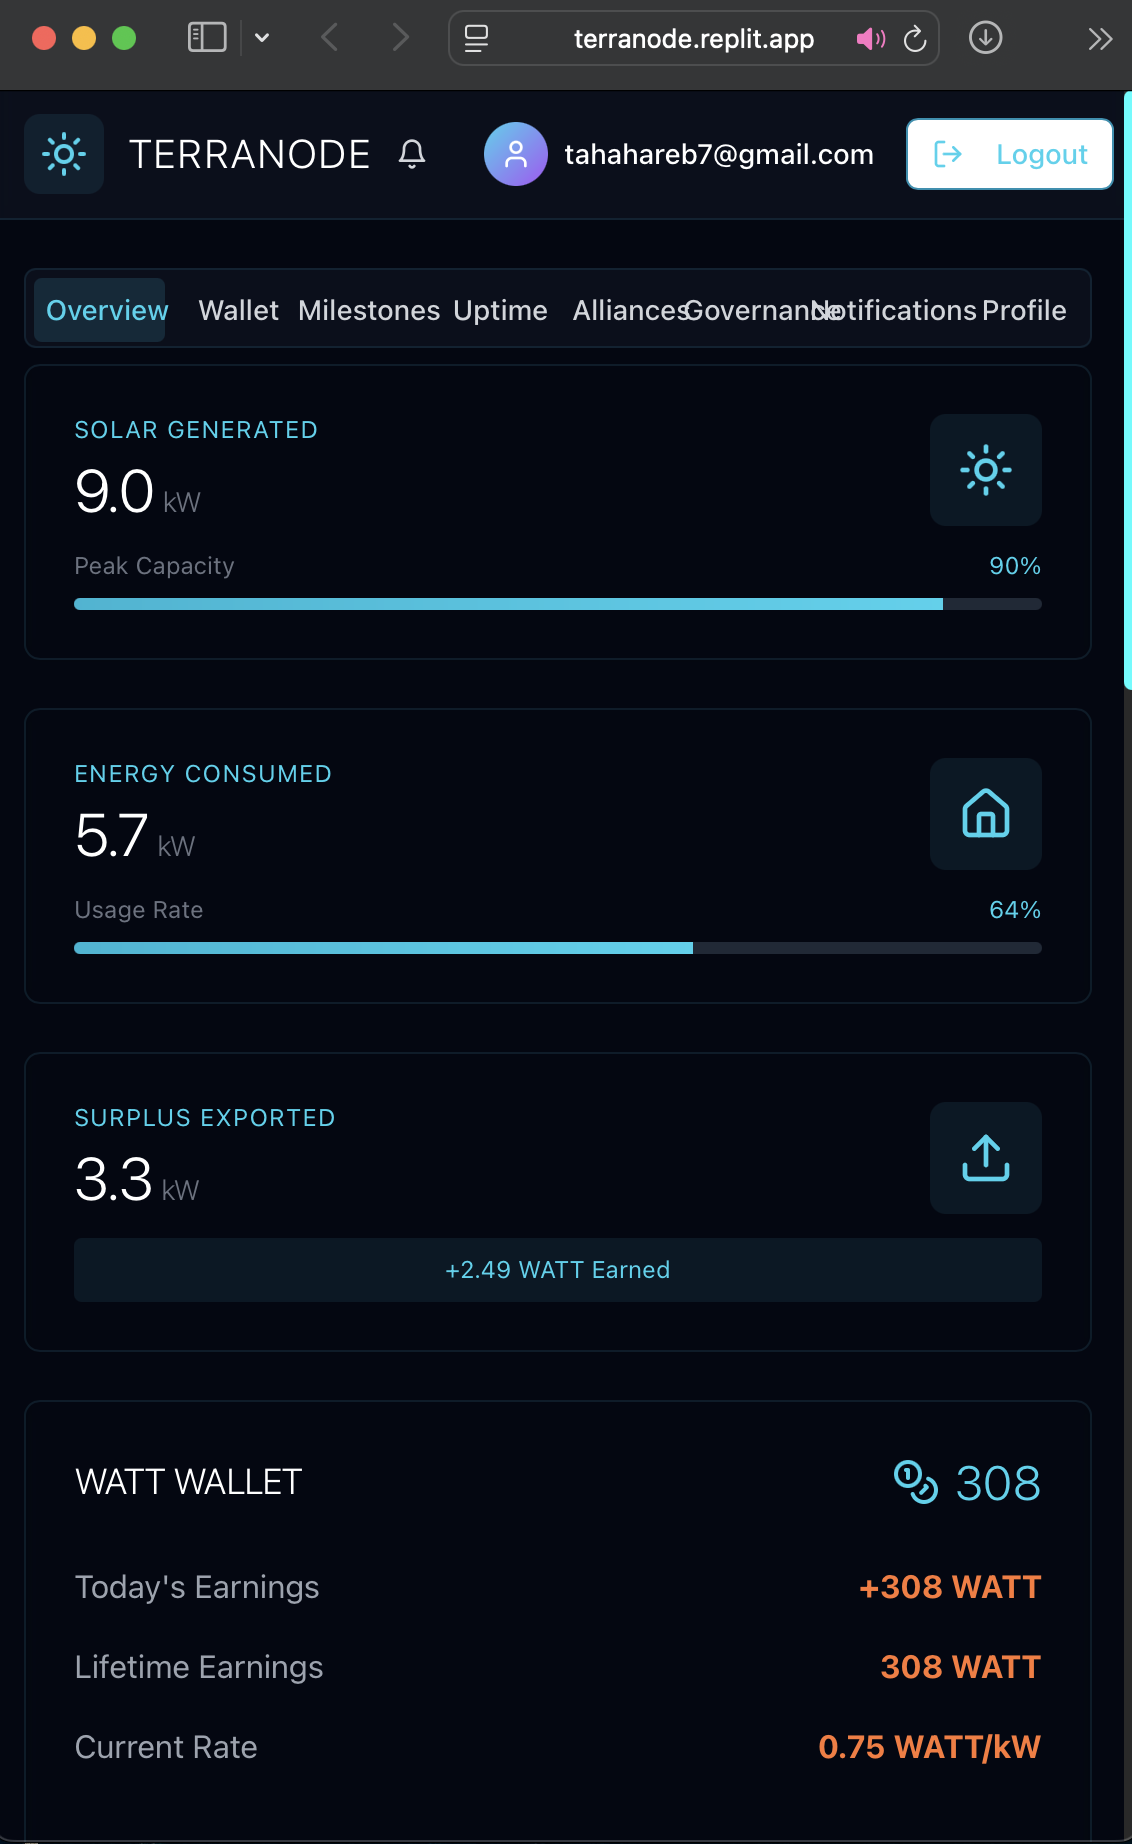 terranode.replit.app
TERRANODE
tahahareb7@gmail.com
Logout
Overview Wallet Milestones Uptime Alliances Governance Notifications Profile
SOLAR GENERATED
9.0 kW
Peak Capacity 90%
ENERGY CONSUMED
5.7 kW
Usage Rate 64%
SURPLUS EXPORTED
3.3 kW
+2.49 WATT Earned
WATT WALLET 308
Today's Earnings +308 WATT
Lifetime Earnings 308 WATT
Current Rate 0.75 WATT/kW